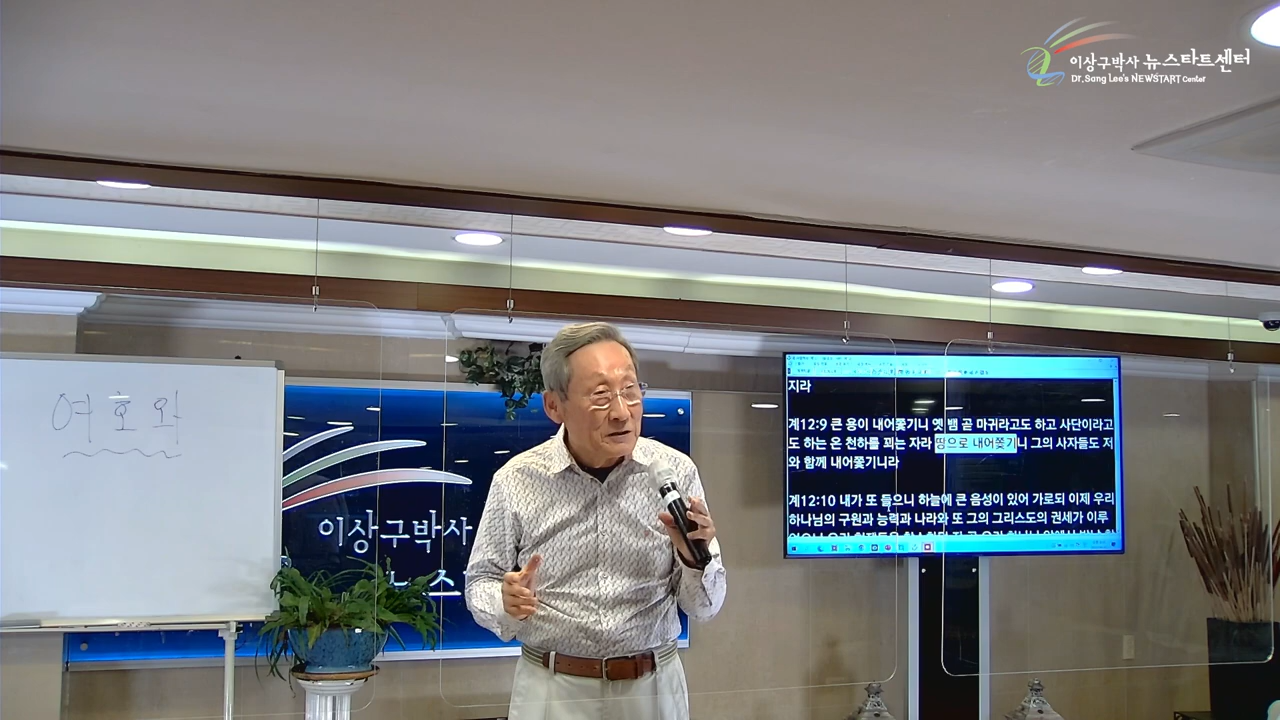 이상구박사 뉴스타트센터
Dr. Sang Lee's NEWSTART Center
여호와
이상구박사
지라
계12:9 큰 용이 내어쫓기니 옛 뱀 곧 마귀라고도 하고 사단이라고
도 하는 온 천하를 꾀는 자라 땅으로 내어쫓기니 그의 사자들도 저
와 함께 내어쫓기니라
계12:10 내가 또 들으니 하늘에 큰 음성이 있어 가로되 이제 우리
하나님의 구원과 능력과 나라와 또 그의 그리스도의 권세가 이루